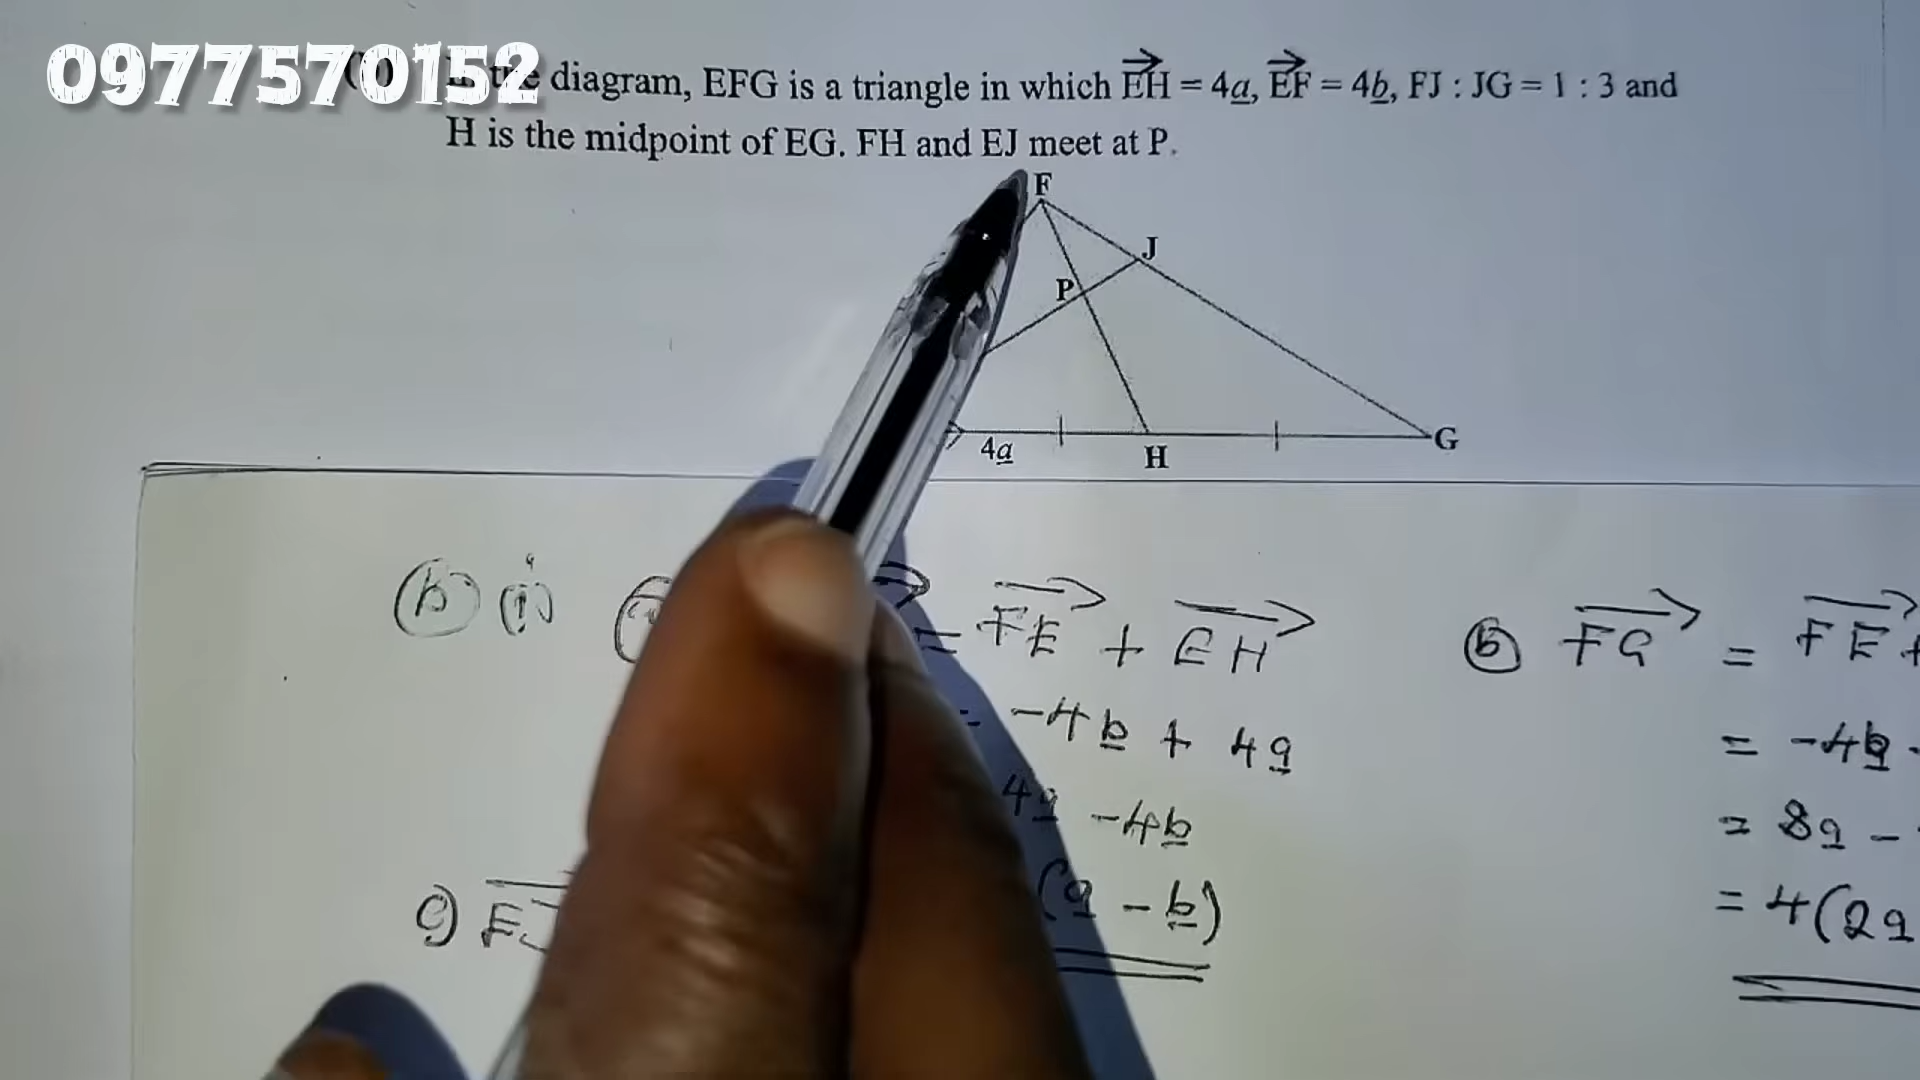 0977570152
the diagram, EFG is a triangle in which EH = 4a, EF = 4b, FJ : JG = 1 : 3 and
H is the midpoint of EG. FH and EJ meet at P.
F
J
P
4a
H
G
(b) (i) = FE + EH
= -4b + 4a
4a - 4b
(a - b)
(b) FG = FE +
= -4b
= 8a -
= 4(2a
c)